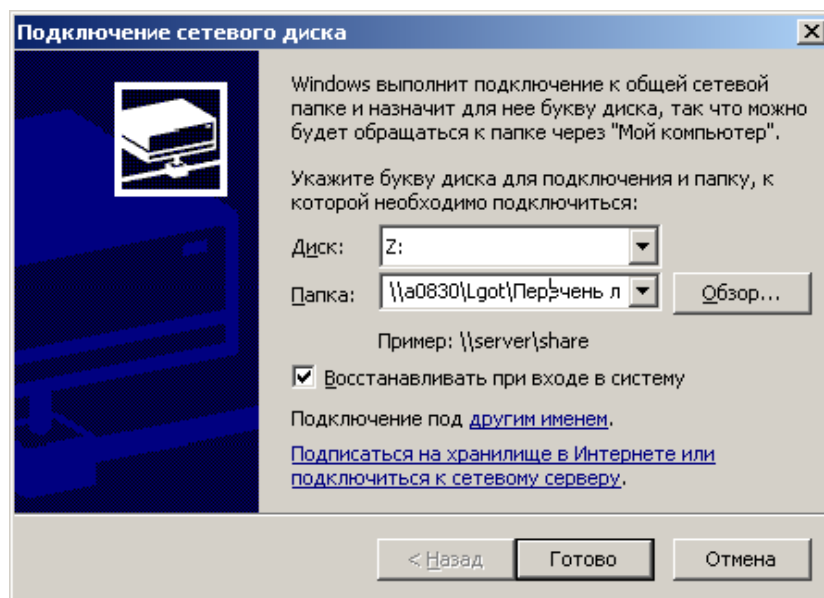 Подключение сетевого диска
Windows выполнит подключение к общей сетевой
папке и назначит для нее букву диска, так что можно
будет обращаться к папке через "Мой компьютер".
Укажите букву диска для подключения и папку, к
которой необходимо подключиться:
Диск: Z:
Папка: \\a0830\Lgot\Перечень л Обзор...
Пример: \\server\share
Восстанавливать при входе в систему
Подключение под другим именем.
Подписаться на хранилище в Интернете или
подключиться к сетевому серверу.
< Назад Готово Отмена